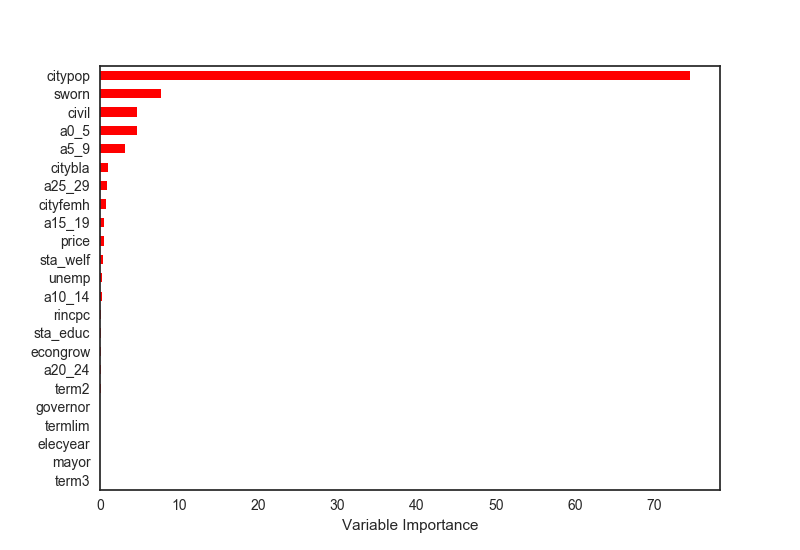 citypop
sworn
civil
a0_5
a5_9
citybla
a25_29
cityfemh
a15_19
price
sta_welf
unemp
a10_14
rincpc
sta_educ
econgrow
a20_24
term2
governor
termlim
elecyear
mayor
term3
0 10 20 30 40 50 60 70
Variable Importance